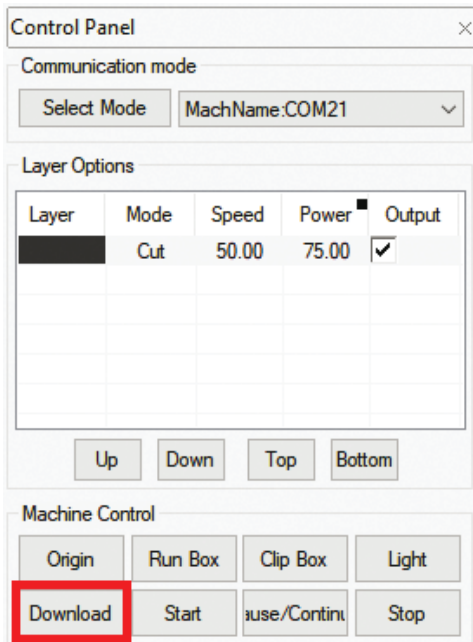 Control Panel
Communication mode
Select Mode MachName:COM21
Layer Options
Layer Mode Speed Power Output
Cut 50.00 75.00
Up Down Top Bottom
Machine Control
Origin Run Box Clip Box Light
Download Start ause/Continu Stop